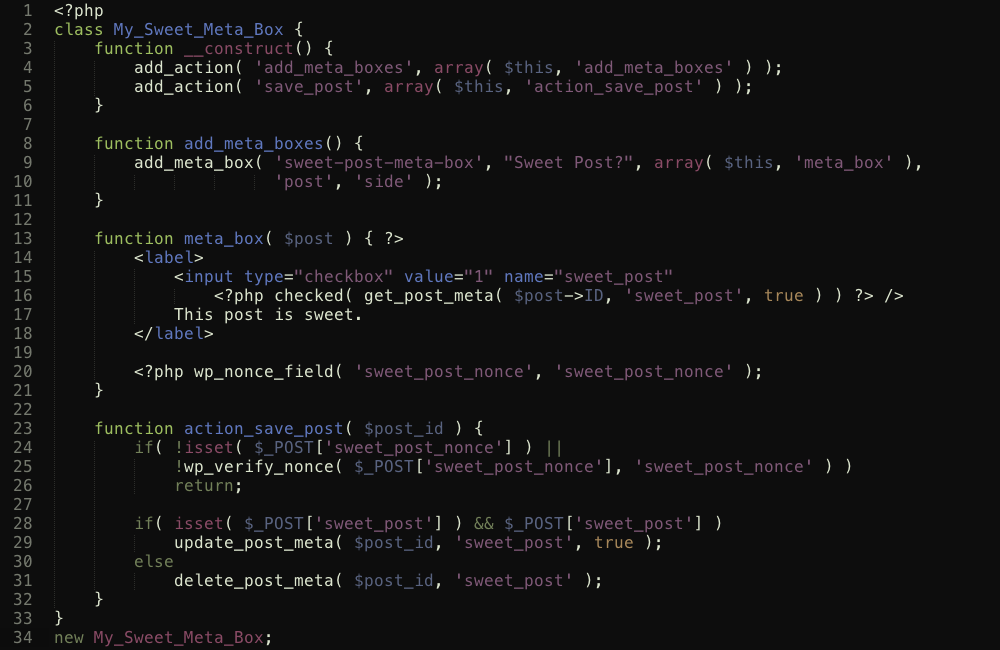 1 <?php
2 class My_Sweet_Meta_Box {
3     function __construct() {
4         add_action( 'add_meta_boxes', array( $this, 'add_meta_boxes' ) );
5         add_action( 'save_post', array( $this, 'action_save_post' ) );
6     }
7
8     function add_meta_boxes() {
9         add_meta_box( 'sweet-post-meta-box', "Sweet Post?", array( $this, 'meta_box' ),
10                       'post', 'side' );
11     }
12
13     function meta_box( $post ) { ?>
14         <label>
15             <input type="checkbox" value="1" name="sweet_post"
16                 <?php checked( get_post_meta( $post->ID, 'sweet_post', true ) ) ?> />
17             This post is sweet.
18         </label>
19
20         <?php wp_nonce_field( 'sweet_post_nonce', 'sweet_post_nonce' );
21     }
22
23     function action_save_post( $post_id ) {
24         if( !isset( $_POST['sweet_post_nonce'] ) ||
25             !wp_verify_nonce( $_POST['sweet_post_nonce'], 'sweet_post_nonce' ) )
26             return;
27
28         if( isset( $_POST['sweet_post'] ) && $_POST['sweet_post'] )
29             update_post_meta( $post_id, 'sweet_post', true );
30         else
31             delete_post_meta( $post_id, 'sweet_post' );
32     }
33 }
34 new My_Sweet_Meta_Box;